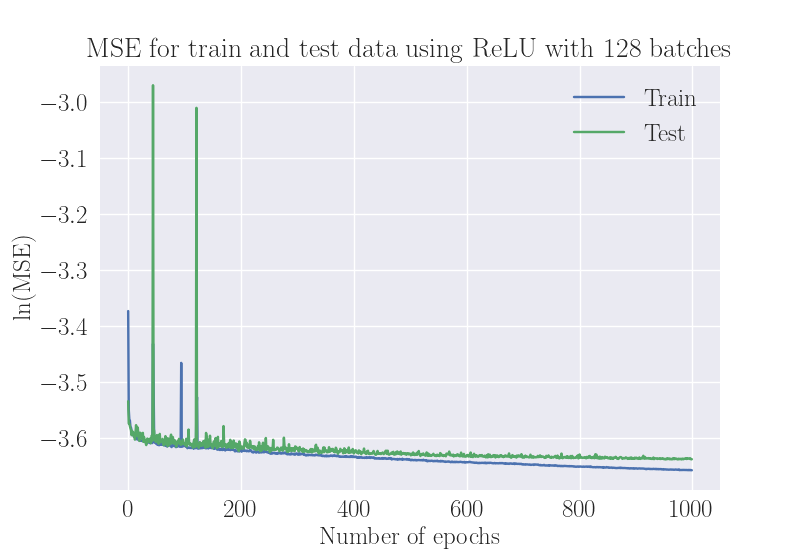 MSE for train and test data using ReLU with 128 batches
Train
Test
−3.0
−3.1
−3.2
−3.3
−3.4
−3.5
−3.6
ln(MSE)
0 200 400 600 800 1000
Number of epochs